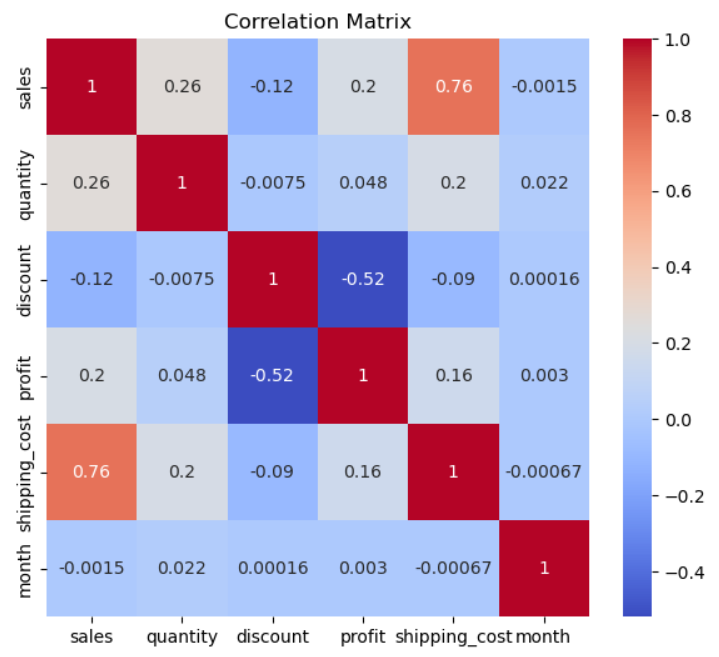 Correlation Matrix
sales 1 0.26 -0.12 0.2 0.76 -0.0015
quantity 0.26 1 -0.0075 0.048 0.2 0.022
discount -0.12 -0.0075 1 -0.52 -0.09 0.00016
profit 0.2 0.048 -0.52 1 0.16 0.003
shipping_cost 0.76 0.2 -0.09 0.16 1 -0.00067
month -0.0015 0.022 0.00016 0.003 -0.00067 1
sales quantity discount profit shipping_cost month
1.0
0.8
0.6
0.4
0.2
0.0
−0.2
−0.4